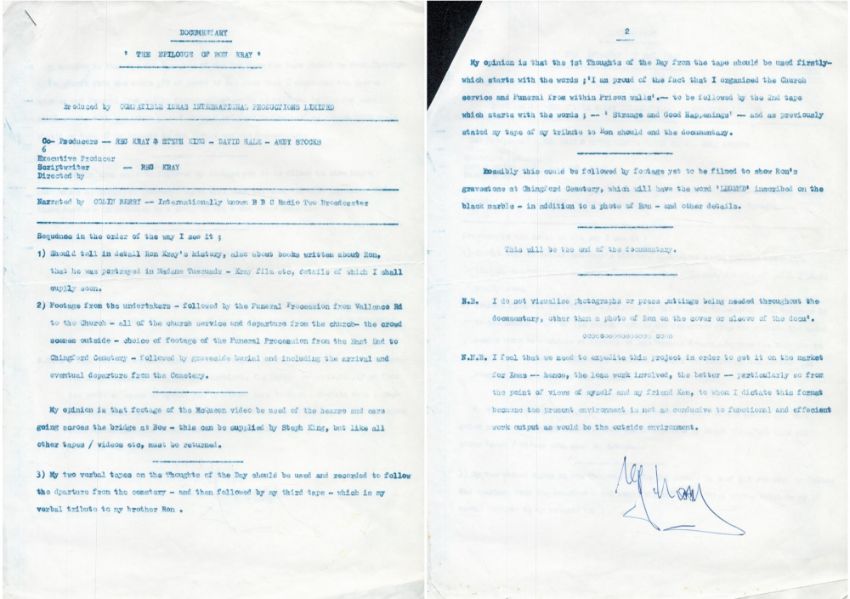 DOCUMENTARY
' THE EPILOUGE OF RON KRAY '
Produced by COMPATIBLE IDEAS INTERNATIONAL PRODUCTIONS LIMITED
Co- Producers -- REG KRAY & STEPH KING - DAVID HALE - ANDY STOCKS
6
Executive Producer
Scriptwriter -- REG KRAY
Directed by
Narrated by COLIN BERRY -- Internationally known B B C Radio Two Broadcaster
Sequence in the order of the way I see it ;
1) Should tell in detail Ron Kray's history, also about books written about Ron,
that he was portrayed in Madame Tussauds - Kray film etc, details of which I shall
supply soon.
2) Footage from the undertakers - followed by the Funeral Procession from Vallance Rd
to the Church - all of the church service and departure from the church- the crowd
scenes outside - choice of footage of the Funeral Procession from the East End to
Chingford Cemetery - followed by graveside burial and including the arrival and
eventual departure from the Cemetery.
My opinion is that footage of the McQueen video be used of the hearse and cars
going across the bridge at Bow - this can be supplied by Steph King, but like all
other tapes / videos etc, must be returned.
3) My two verbal tapes on the Thoughts of the Day should be used and recorded to follow
the dparture from the cemetery - and then followed by my third tape - which is my
verbal tribute to my brother Ron .
2
My opinion is that the 1st Thoughts of the Day from the tape should be used firstly-
which starts with the words ;'I am proud of the fact that I organised the Church
service and Funeral from within Prison walls'.-- to be followed by the 2nd tape
which starts with the words ; -- ' Strange and Good Happenings' -- and as previously
stated my tape of my tribute to Ron should end the documentary.
Possibly this could be followed by footage yet to be filmed to show Ron's
gravestone at Chingford Cemetery, which will have the word 'LEGEND' inscribed on the
black marble - in addition to a photo of Ron - and other details.
This will be the end of the documentary.
N.B. I do not visualise photographs or press cuttings being needed throughout the
documentary, other than a photo of Ron on the cover or sleeve of the docu'.
N.N.B. I feel that we need to expedite this project in order to get it on the market
for Xmas -- hence, the less work involved, the better -- particularly so from
the point of views of myself and my friend Ken, to whom I dictate this format
because the present environment is not as conducive to functional and effecient
work output as would be the outside environment.
Reg Kray